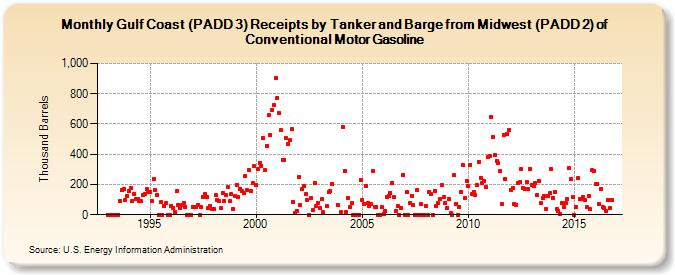 Monthly Gulf Coast (PADD 3) Receipts by Tanker and Barge from Midwest (PADD 2) of
Conventional Motor Gasoline
Thousand Barrels
1,000
800
600
400
200
0
1995
2000
2005
2010
2015
Source: U.S. Energy Information Administration